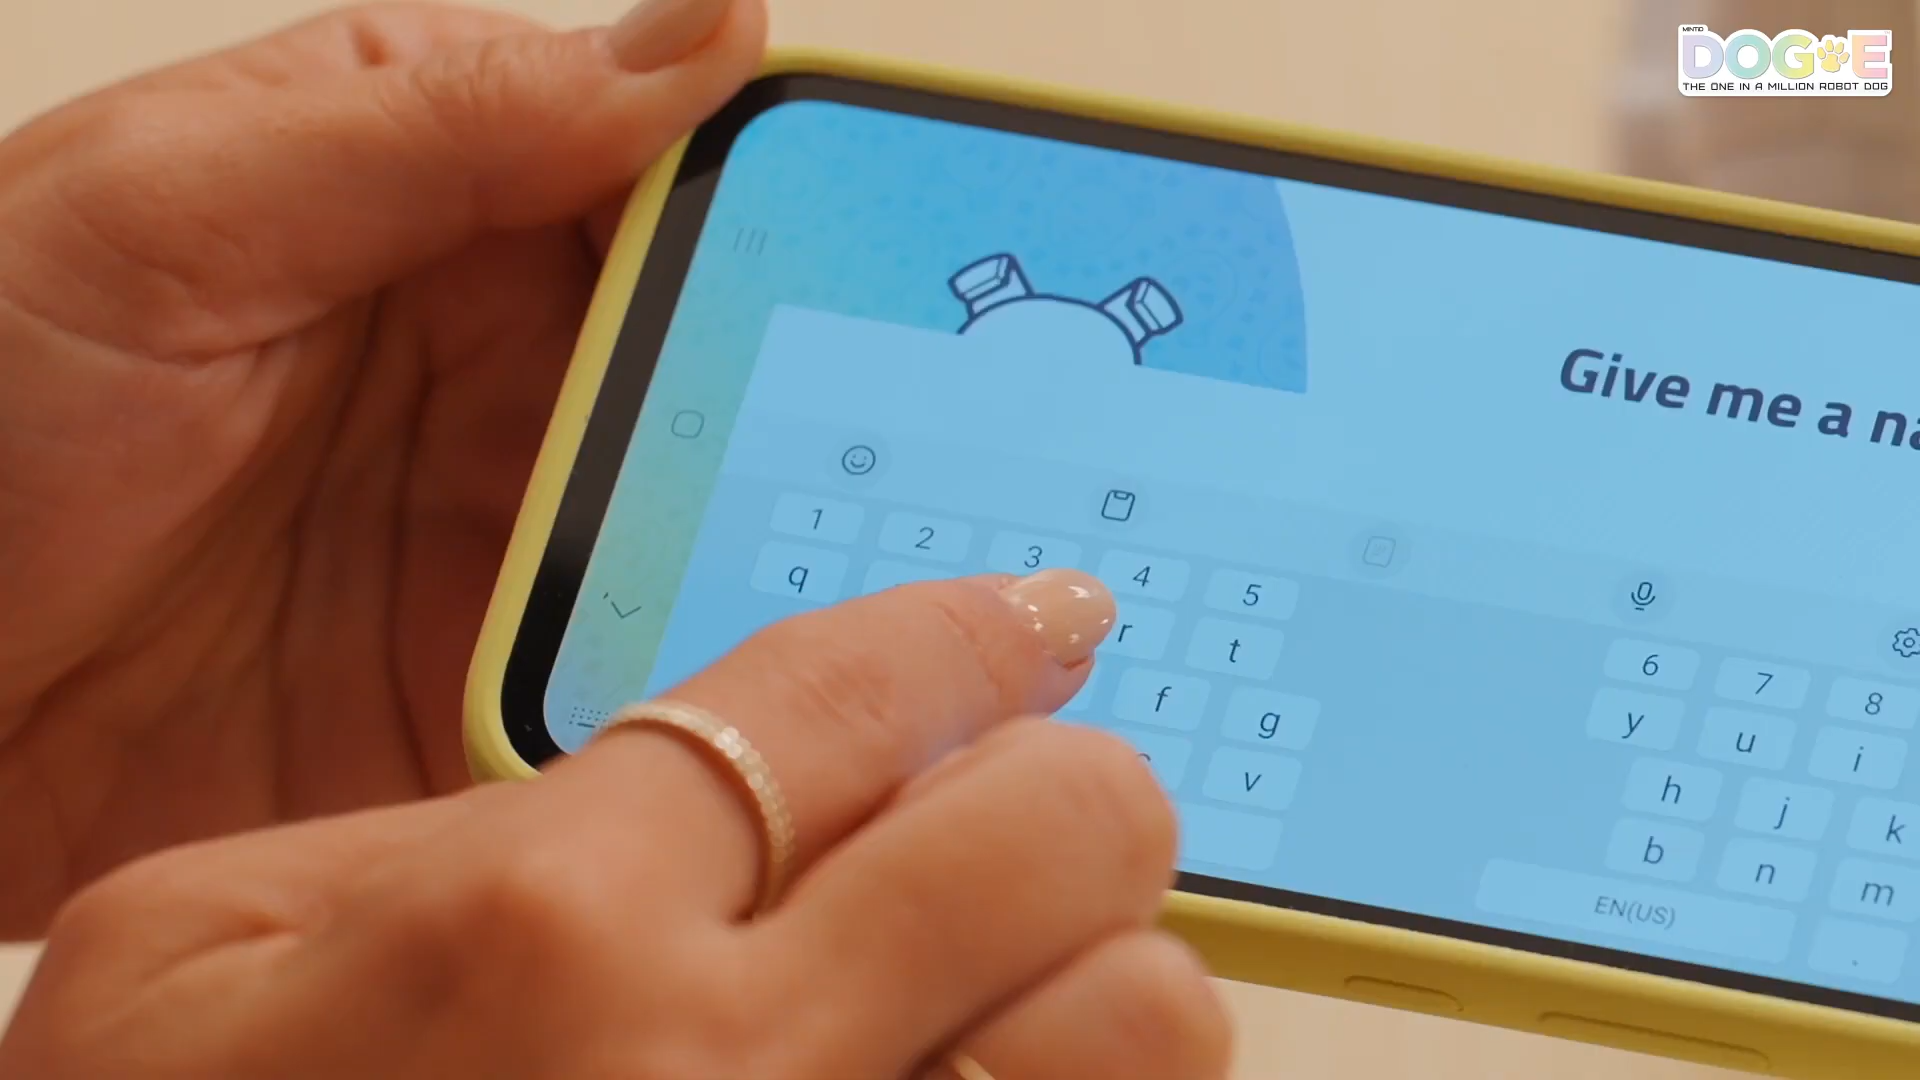 MINTiD
DOG E
THE ONE IN A MILLION ROBOT DOG
Give me a
1 2 3 4 5
6 7 8
q r t
y u i
f g
h j k
v
b n m
EN(US)
.